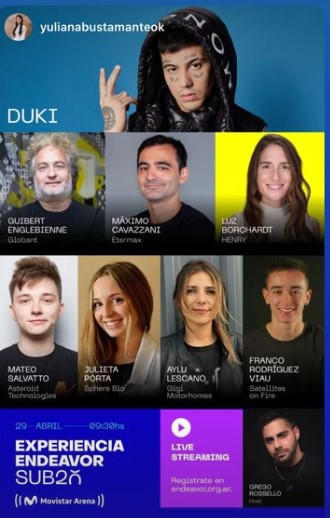 yulianabustamanteok
DUKI
GUIBERT
ENGLEBIENNE
Globant
MÁXIMO
CAVAZZANI
Etermax
LUZ
BORCHARDT
HENRY
MATEO
SALVATTO
Asteroid
Technologies
JULIETA
PORTA
Sphere Bio
AYLU
LESCANO
Gigi
Motorhomes
FRANCO
RODRÍGUEZ
VIAU
Satellites
on Fire
29 - ABRIL 09:30hs
EXPERIENCIA
ENDEAVOR
SUB20
Movistar Arena
LIVE
STREAMING
Registrate en
endeavor.org.ar.
GREGO
ROSSELLO
Host